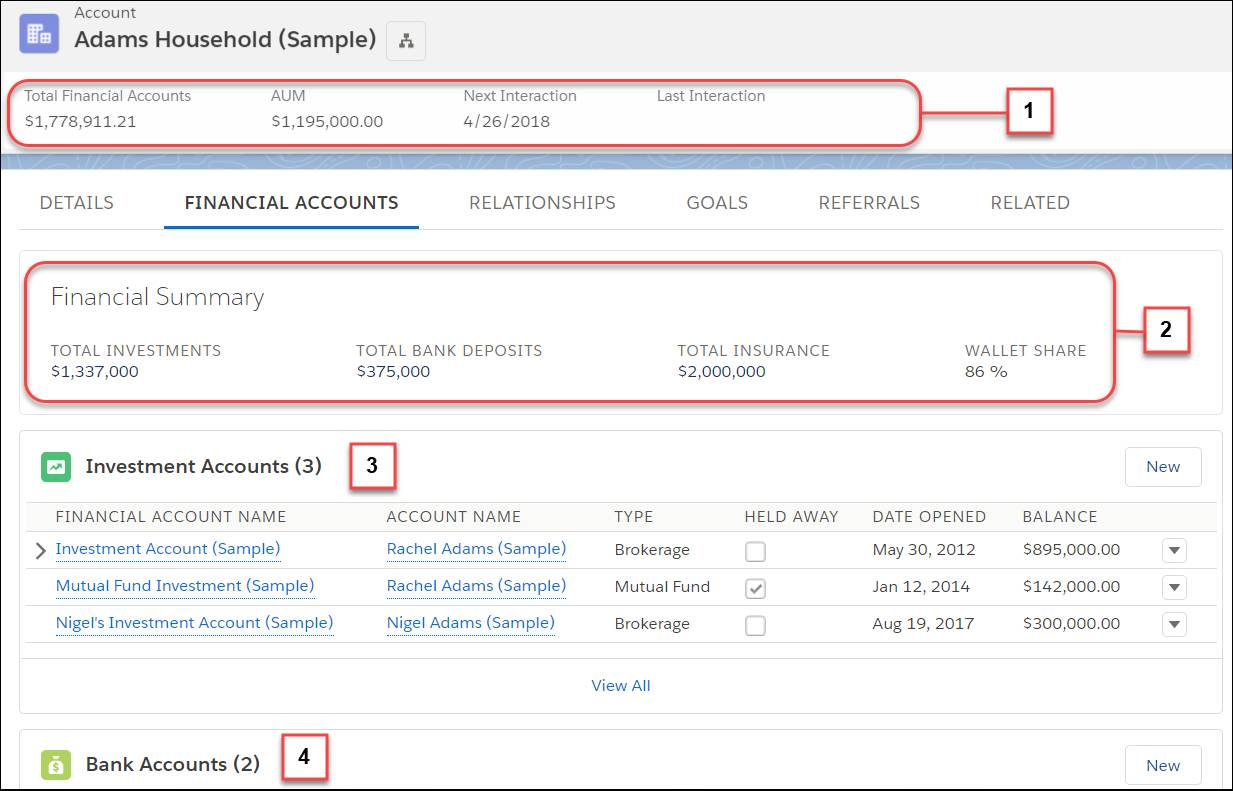 Account
Adams Household (Sample)
Total Financial Accounts AUM Next Interaction Last Interaction
$1,778,911.21 $1,195,000.00 4/26/2018
1
DETAILS FINANCIAL ACCOUNTS RELATIONSHIPS GOALS REFERRALS RELATED
Financial Summary
2
TOTAL INVESTMENTS TOTAL BANK DEPOSITS TOTAL INSURANCE WALLET SHARE
$1,337,000 $375,000 $2,000,000 86 %
Investment Accounts (3) 3 New
FINANCIAL ACCOUNT NAME ACCOUNT NAME TYPE HELD AWAY DATE OPENED BALANCE
Investment Account (Sample) Rachel Adams (Sample) Brokerage May 30, 2012 $895,000.00
Mutual Fund Investment (Sample) Rachel Adams (Sample) Mutual Fund Jan 12, 2014 $142,000.00
Nigel's Investment Account (Sample) Nigel Adams (Sample) Brokerage Aug 19, 2017 $300,000.00
View All
Bank Accounts (2) 4 New